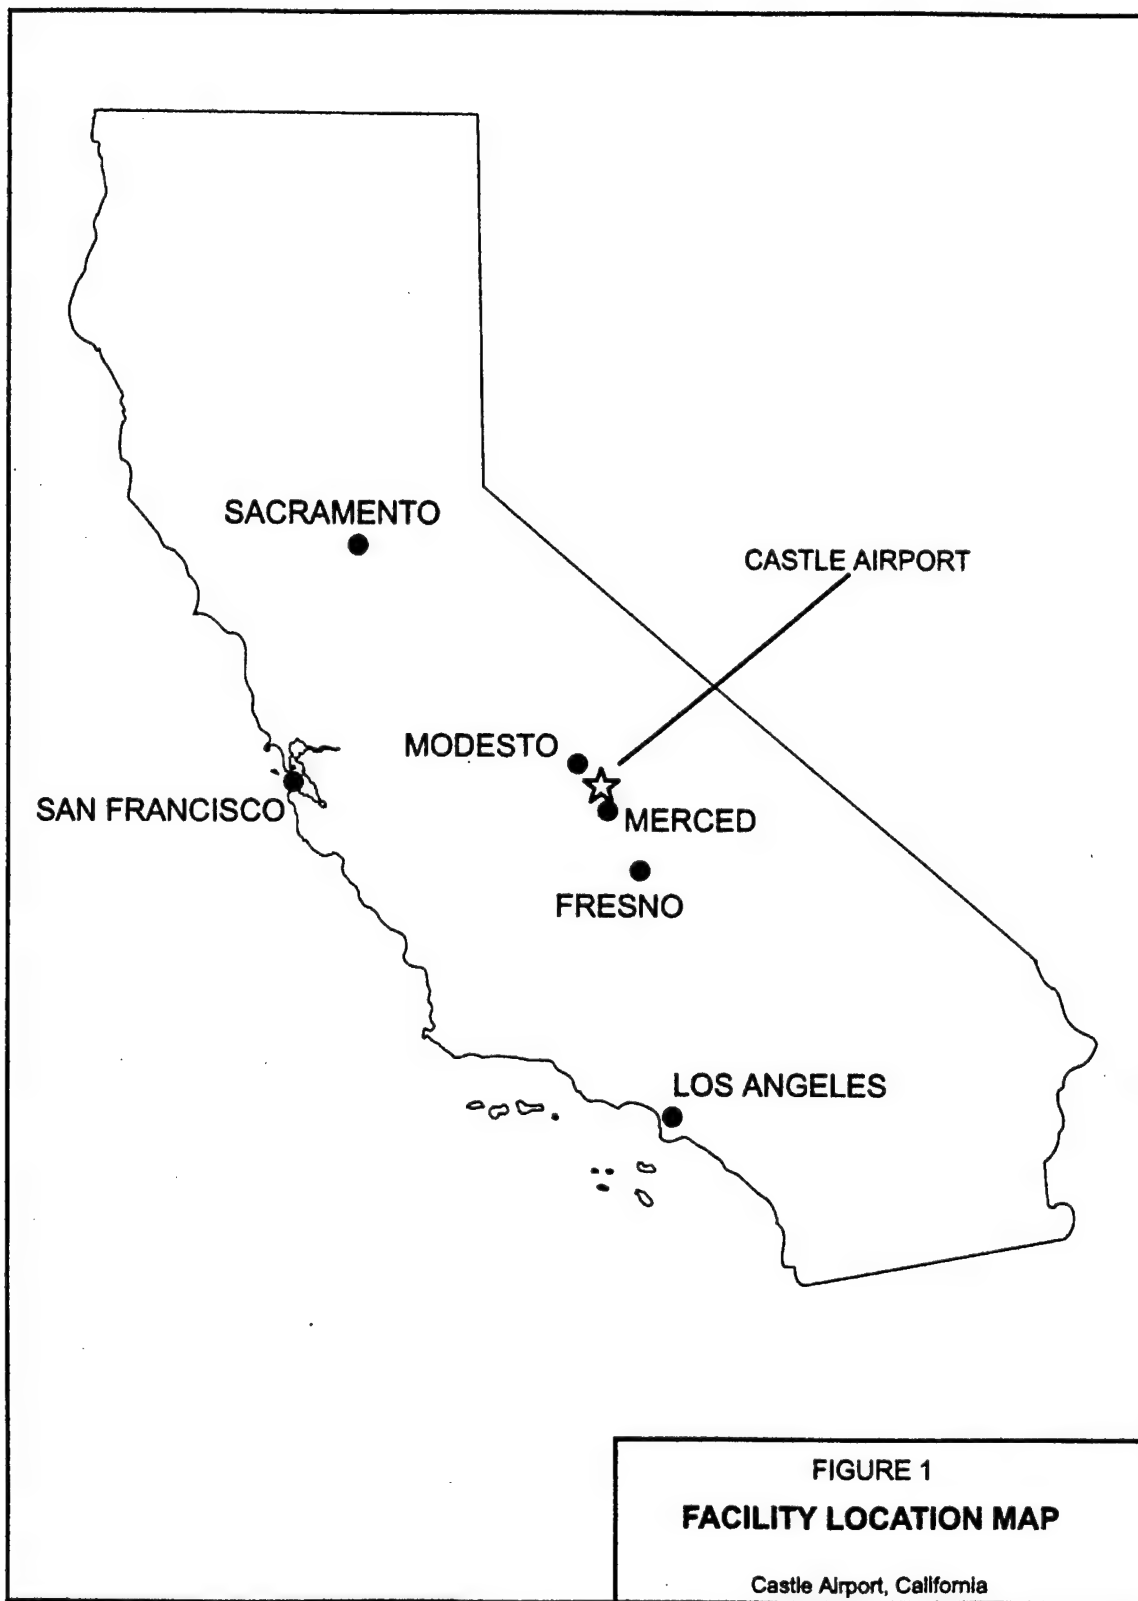 SACRAMENTO
CASTLE AIRPORT
MODESTO
SAN FRANCISCO
MERCED
FRESNO
LOS ANGELES
FIGURE 1
FACILITY LOCATION MAP
Castle Airport, California